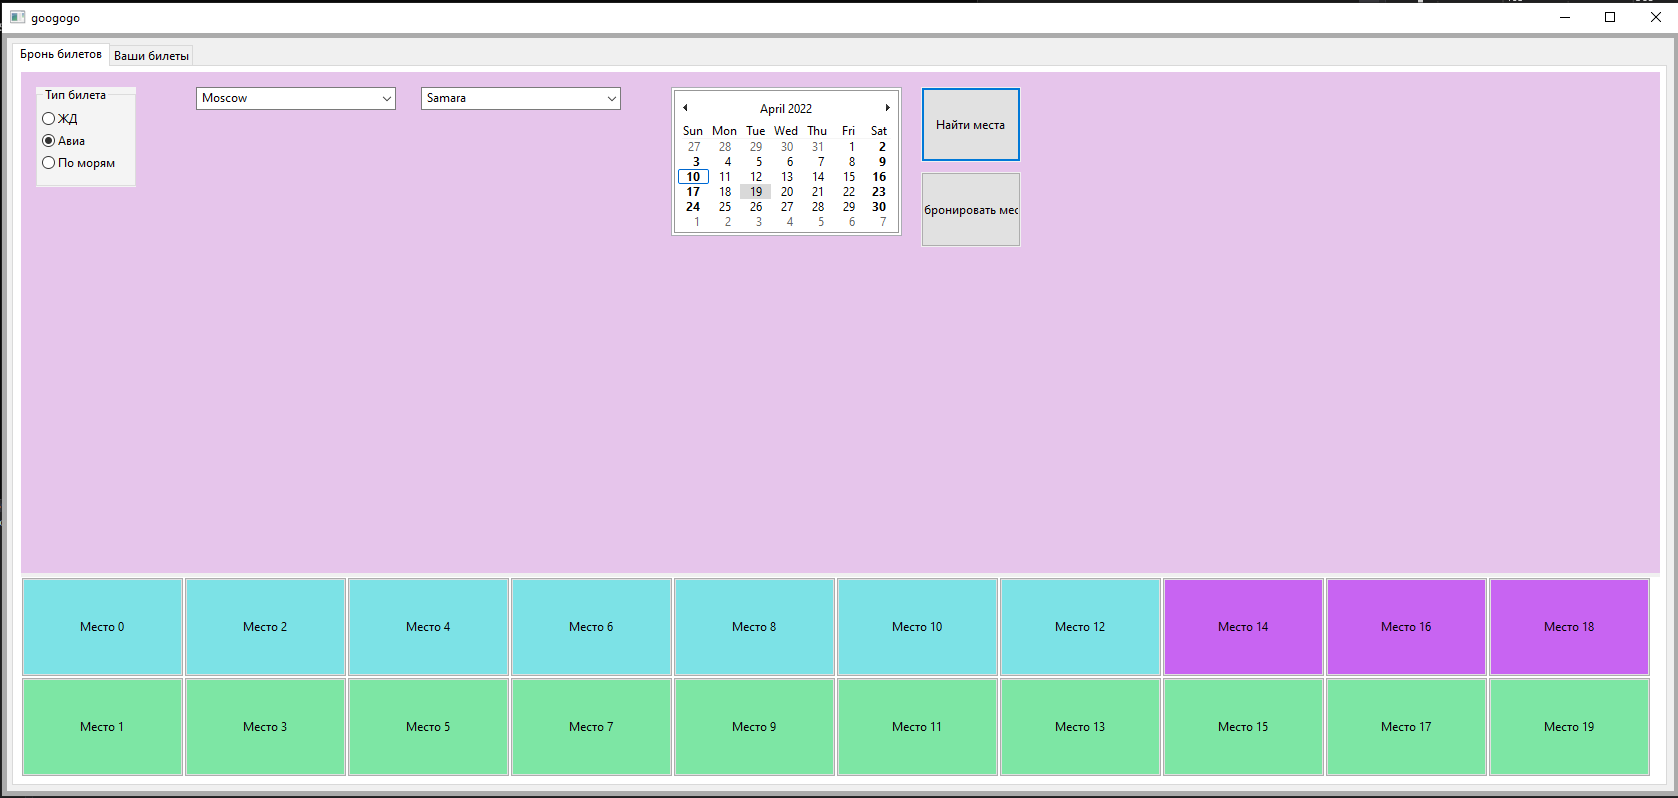 googogo
Бронь билетов Ваши билеты
Тип билета
ЖД
Авиа
По морям
Moscow
Samara
April 2022
Sun Mon Tue Wed Thu Fri Sat
27 28 29 30 31 1 2
3 4 5 6 7 8 9
10 11 12 13 14 15 16
17 18 19 20 21 22 23
24 25 26 27 28 29 30
1 2 3 4 5 6 7
Найти места
бронировать мес
Место 0 Место 2 Место 4 Место 6 Место 8 Место 10 Место 12 Место 14 Место 16 Место 18
Место 1 Место 3 Место 5 Место 7 Место 9 Место 11 Место 13 Место 15 Место 17 Место 19